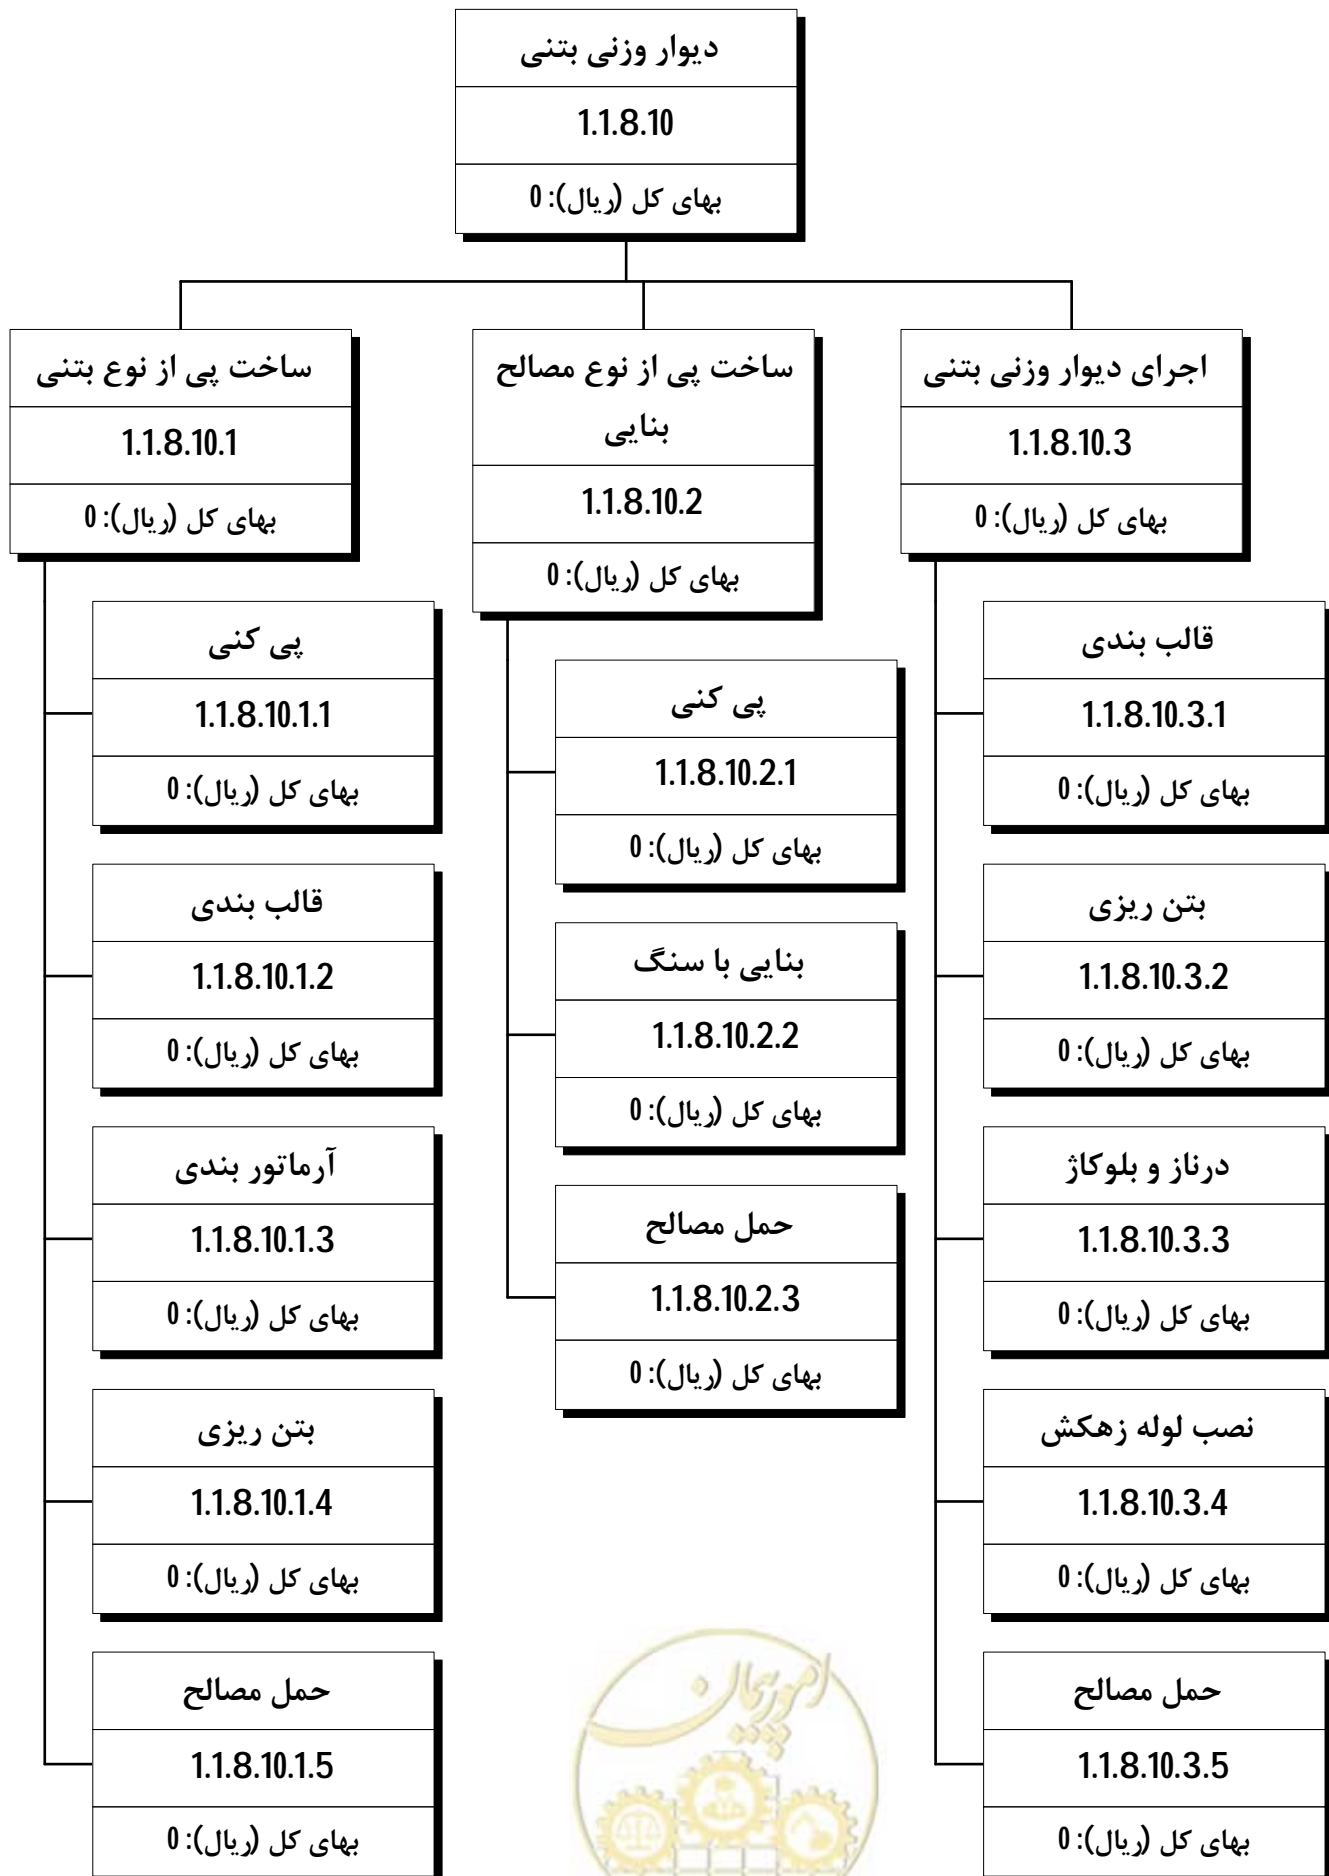 دیوار وزنی بتنی
1.1.8.10
بهای کل (ریال): 0
ساخت پی از نوع بتنی
1.1.8.10.1
بهای کل (ریال): 0
پی کنی
1.1.8.10.1.1
بهای کل (ریال): 0
قالب بندی
1.1.8.10.1.2
بهای کل (ریال): 0
آرماتور بندی
1.1.8.10.1.3
بهای کل (ریال): 0
بتن ریزی
1.1.8.10.1.4
بهای کل (ریال): 0
حمل مصالح
1.1.8.10.1.5
بهای کل (ریال): 0
ساخت پی از نوع مصالح
بنایی
1.1.8.10.2
بهای کل (ریال): 0
پی کنی
1.1.8.10.2.1
بهای کل (ریال): 0
بنایی با سنگ
1.1.8.10.2.2
بهای کل (ریال): 0
حمل مصالح
1.1.8.10.2.3
بهای کل (ریال): 0
اجرای دیوار وزنی بتنی
1.1.8.10.3
بهای کل (ریال): 0
قالب بندی
1.1.8.10.3.1
بهای کل (ریال): 0
بتن ریزی
1.1.8.10.3.2
بهای کل (ریال): 0
درناز و بلوکاژ
1.1.8.10.3.3
بهای کل (ریال): 0
نصب لوله زهکش
1.1.8.10.3.4
بهای کل (ریال): 0
حمل مصالح
1.1.8.10.3.5
بهای کل (ریال): 0
امور پیمان